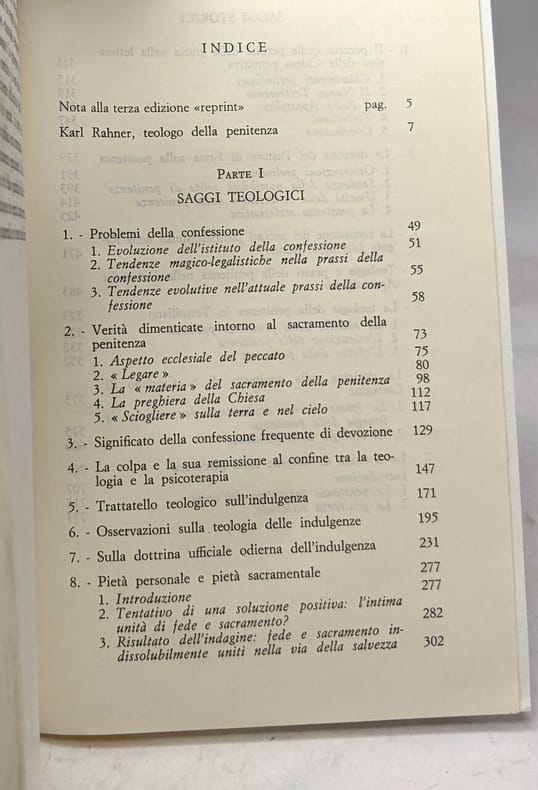 INDICE
Nota alla terza edizione «reprint» pag. 5
Karl Rahner, teologo della penitenza 7
PARTE I
SAGGI TEOLOGICI
1. - Problemi della confessione 49
1. Evoluzione dell'istituto della confessione 51
2. Tendenze magico-legalistiche nella prassi della
confessione 55
3. Tendenze evolutive nell'attuale prassi della con-
fessione 58
2. - Verità dimenticate intorno al sacramento della
penitenza 73
1. Aspetto ecclesiale del peccato 75
2. « Legare » 80
3. La « materia » del sacramento della penitenza 98
4. La preghiera della Chiesa 112
5. « Sciogliere » sulla terra e nel cielo 117
3. - Significato della confessione frequente di devozione 129
4. - La colpa e la sua remissione al confine tra la teo-
logia e la psicoterapia 147
5. - Trattatello teologico sull'indulgenza 171
6. - Osservazioni sulla teologia delle indulgenze 195
7. - Sulla dottrina ufficiale odierna dell'indulgenza 231
8. - Pietà personale e pietà sacramentale 277
1. Introduzione 277
2. Tentativo di una soluzione positiva: l'intima
unità di fede e sacramento? 282
3. Risultato dell'indagine: fede e sacramento in-
dissolubilmente uniti nella via della salvezza 302